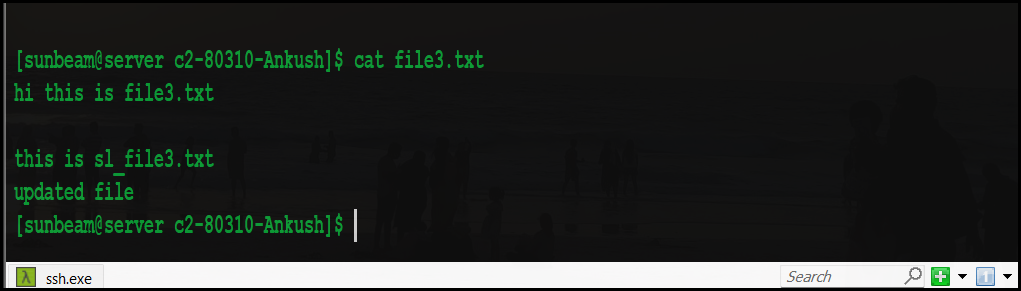 [sunbeam@server c2-80310-Ankush]$ cat file3.txt
hi this is file3.txt
this is sl_file3.txt
updated file
[sunbeam@server c2-80310-Ankush]$
λ ssh.exe Search